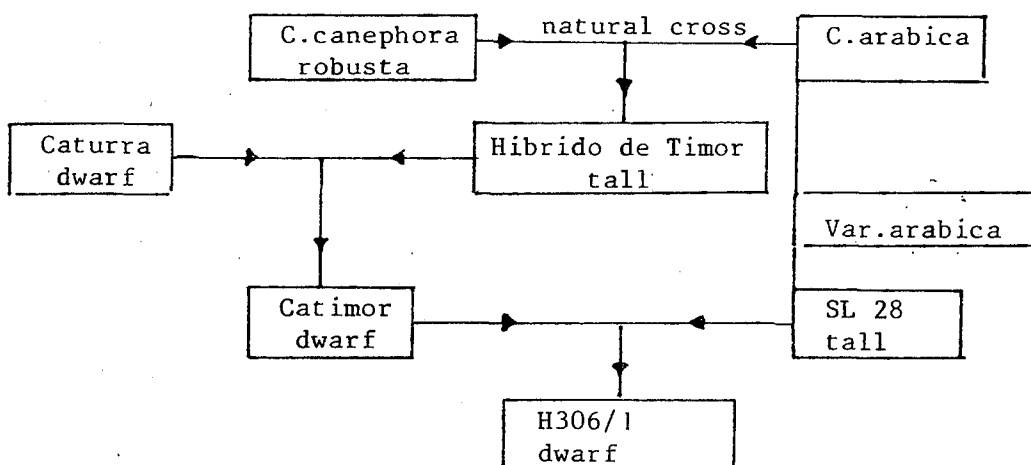 C.canephora
robusta
natural cross
C.arabica
Caturra
dwarf
Hibrido de Timor
tall
Var.arabica
Catimor
dwarf
SL 28
tall
H306/1
dwarf